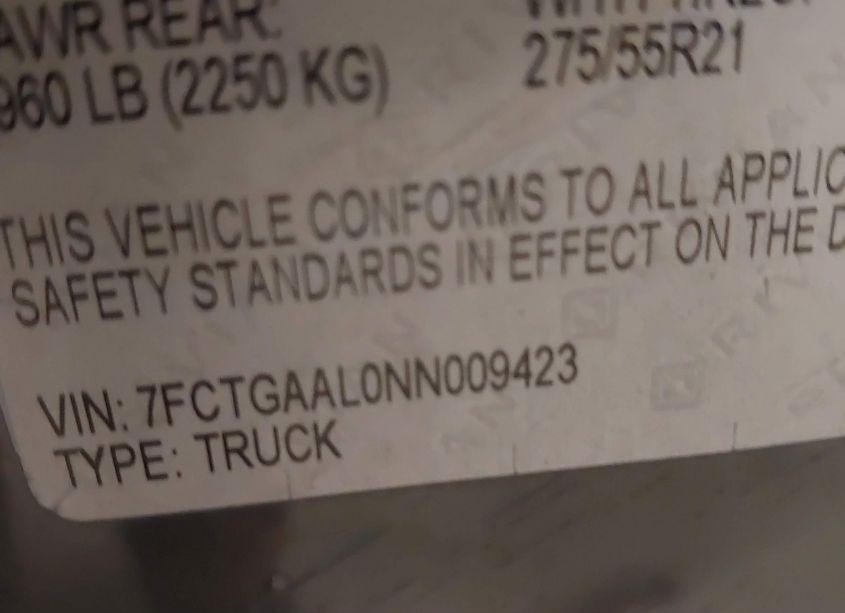 AWR REAR:
960 LB (2250 KG)
275/55R21
THIS VEHICLE CONFORMS TO ALL APPLIC
SAFETY STANDARDS IN EFFECT ON THE D
VIN: 7FCTGAAL0NN009423
TYPE: TRUCK